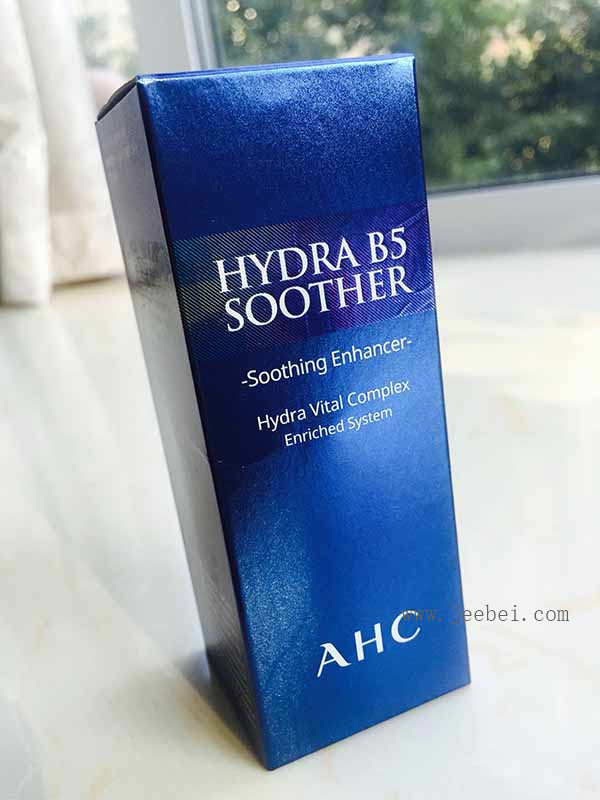 HYDRA B5
SOOTHER
-Soothing Enhancer-
Hydra Vital Complex
Enriched System
AHC